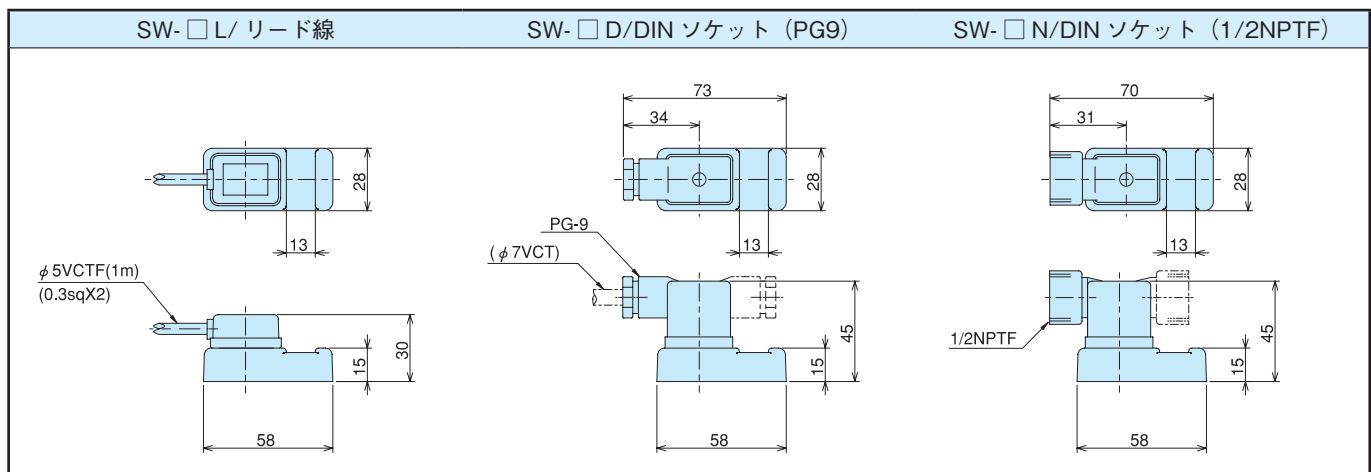 SW- □ L/ リード線
SW- □ D/DIN ソケット（PG9）
SW- □ N/DIN ソケット（1/2NPTF）
28
13
φ5VCTF(1m)
(0.3sqX2)
15
30
58
73
34
28
13
PG-9
(φ7VCT)
15
45
58
70
31
28
13
1/2NPTF
15
45
58